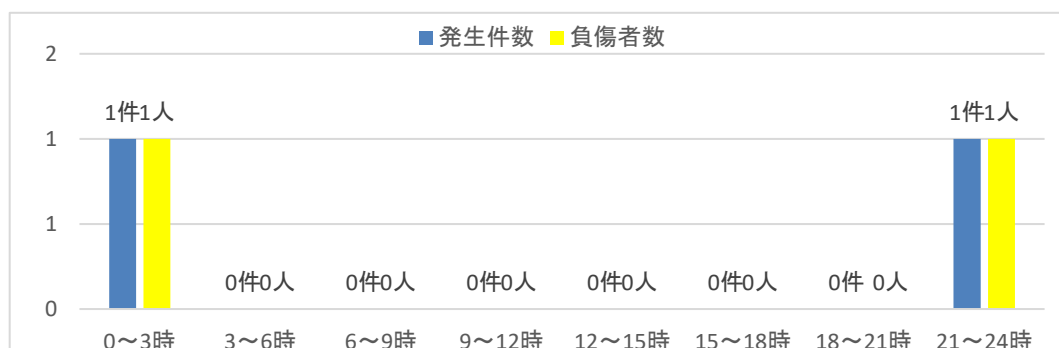 発生件数 負傷者数
2
1件1人 1件1人
1
1
0件0人 0件0人 0件0人 0件0人 0件0人 0件 0人
0
0～3時 3～6時 6～9時 9～12時 12～15時 15～18時 18～21時 21～24時